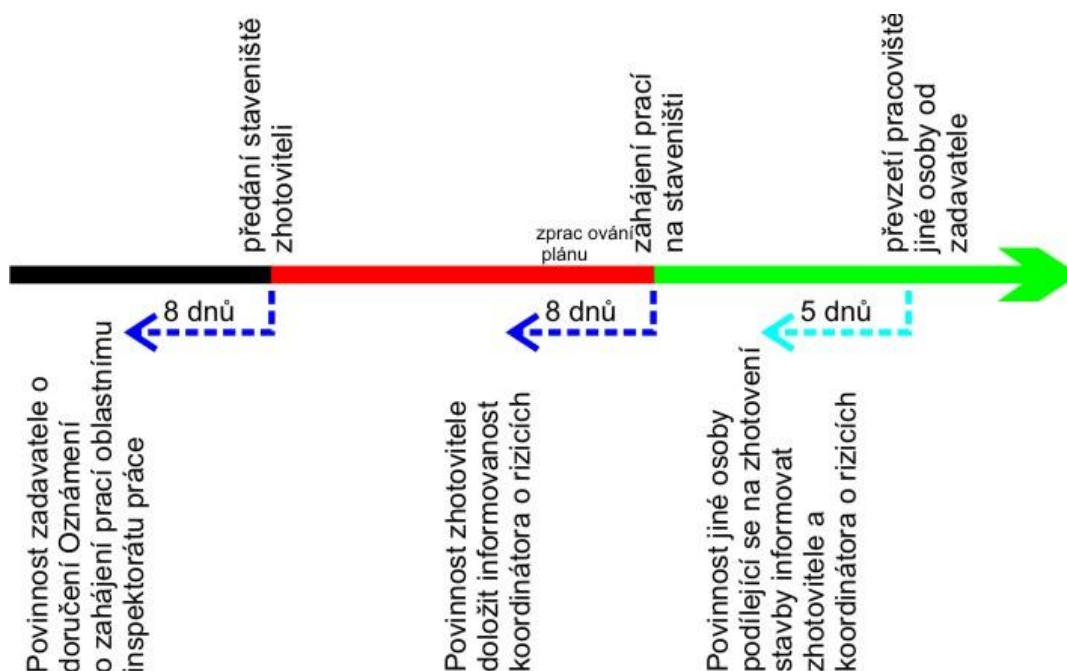 předání staveniště
zhotoviteli
zprac ování
plánu
zahájení prací
na staveništi
převzetí pracoviště
jiné osoby od
zadavatele
8 dnů
8 dnů
5 dnů
Povinnost zadavatele o
doručení Oznámení
o zahájení prací oblastnímu
inspektorátu práce
Povinnost zhotovitele
doložit informovanost
koordinátora o rizicích
Povinnost jiné osoby
podílející se na zhotovení
stavby informovat
zhotovitele a
koordinátora o rizicích